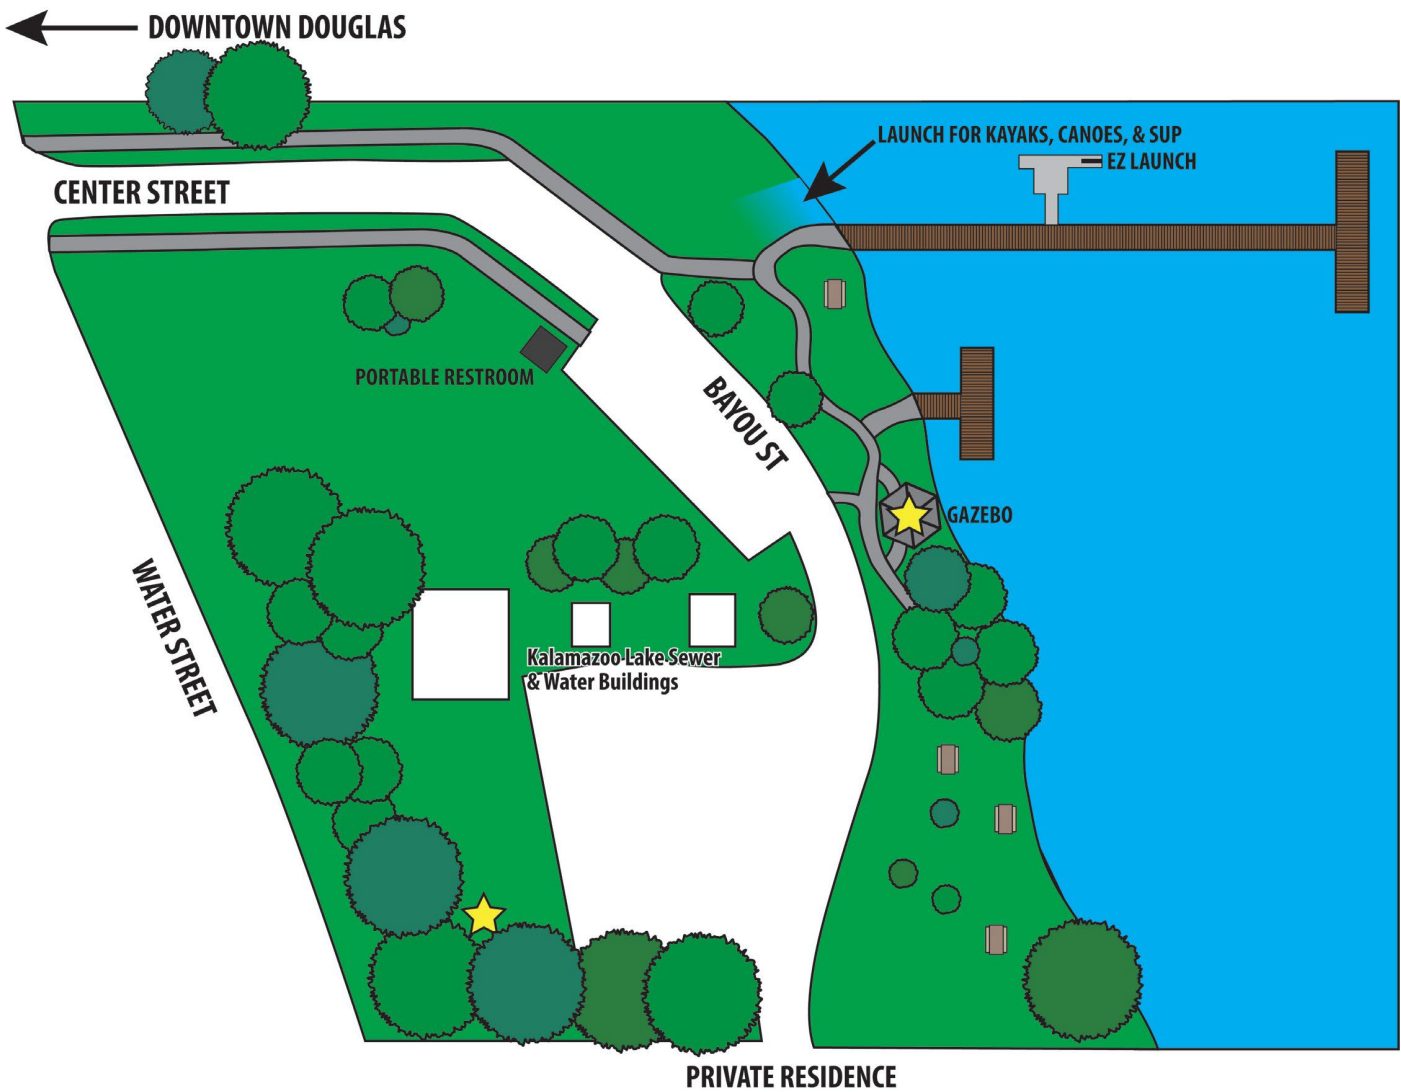 DOWNTOWN DOUGLAS
LAUNCH FOR KAYAKS, CANOES, & SUP
EZ LAUNCH
CENTER STREET
PORTABLE RESTROOM
BAYOU ST
GAZEBO
WATER STREET
Kalamazoo Lake Sewer
& Water Buildings
PRIVATE RESIDENCE